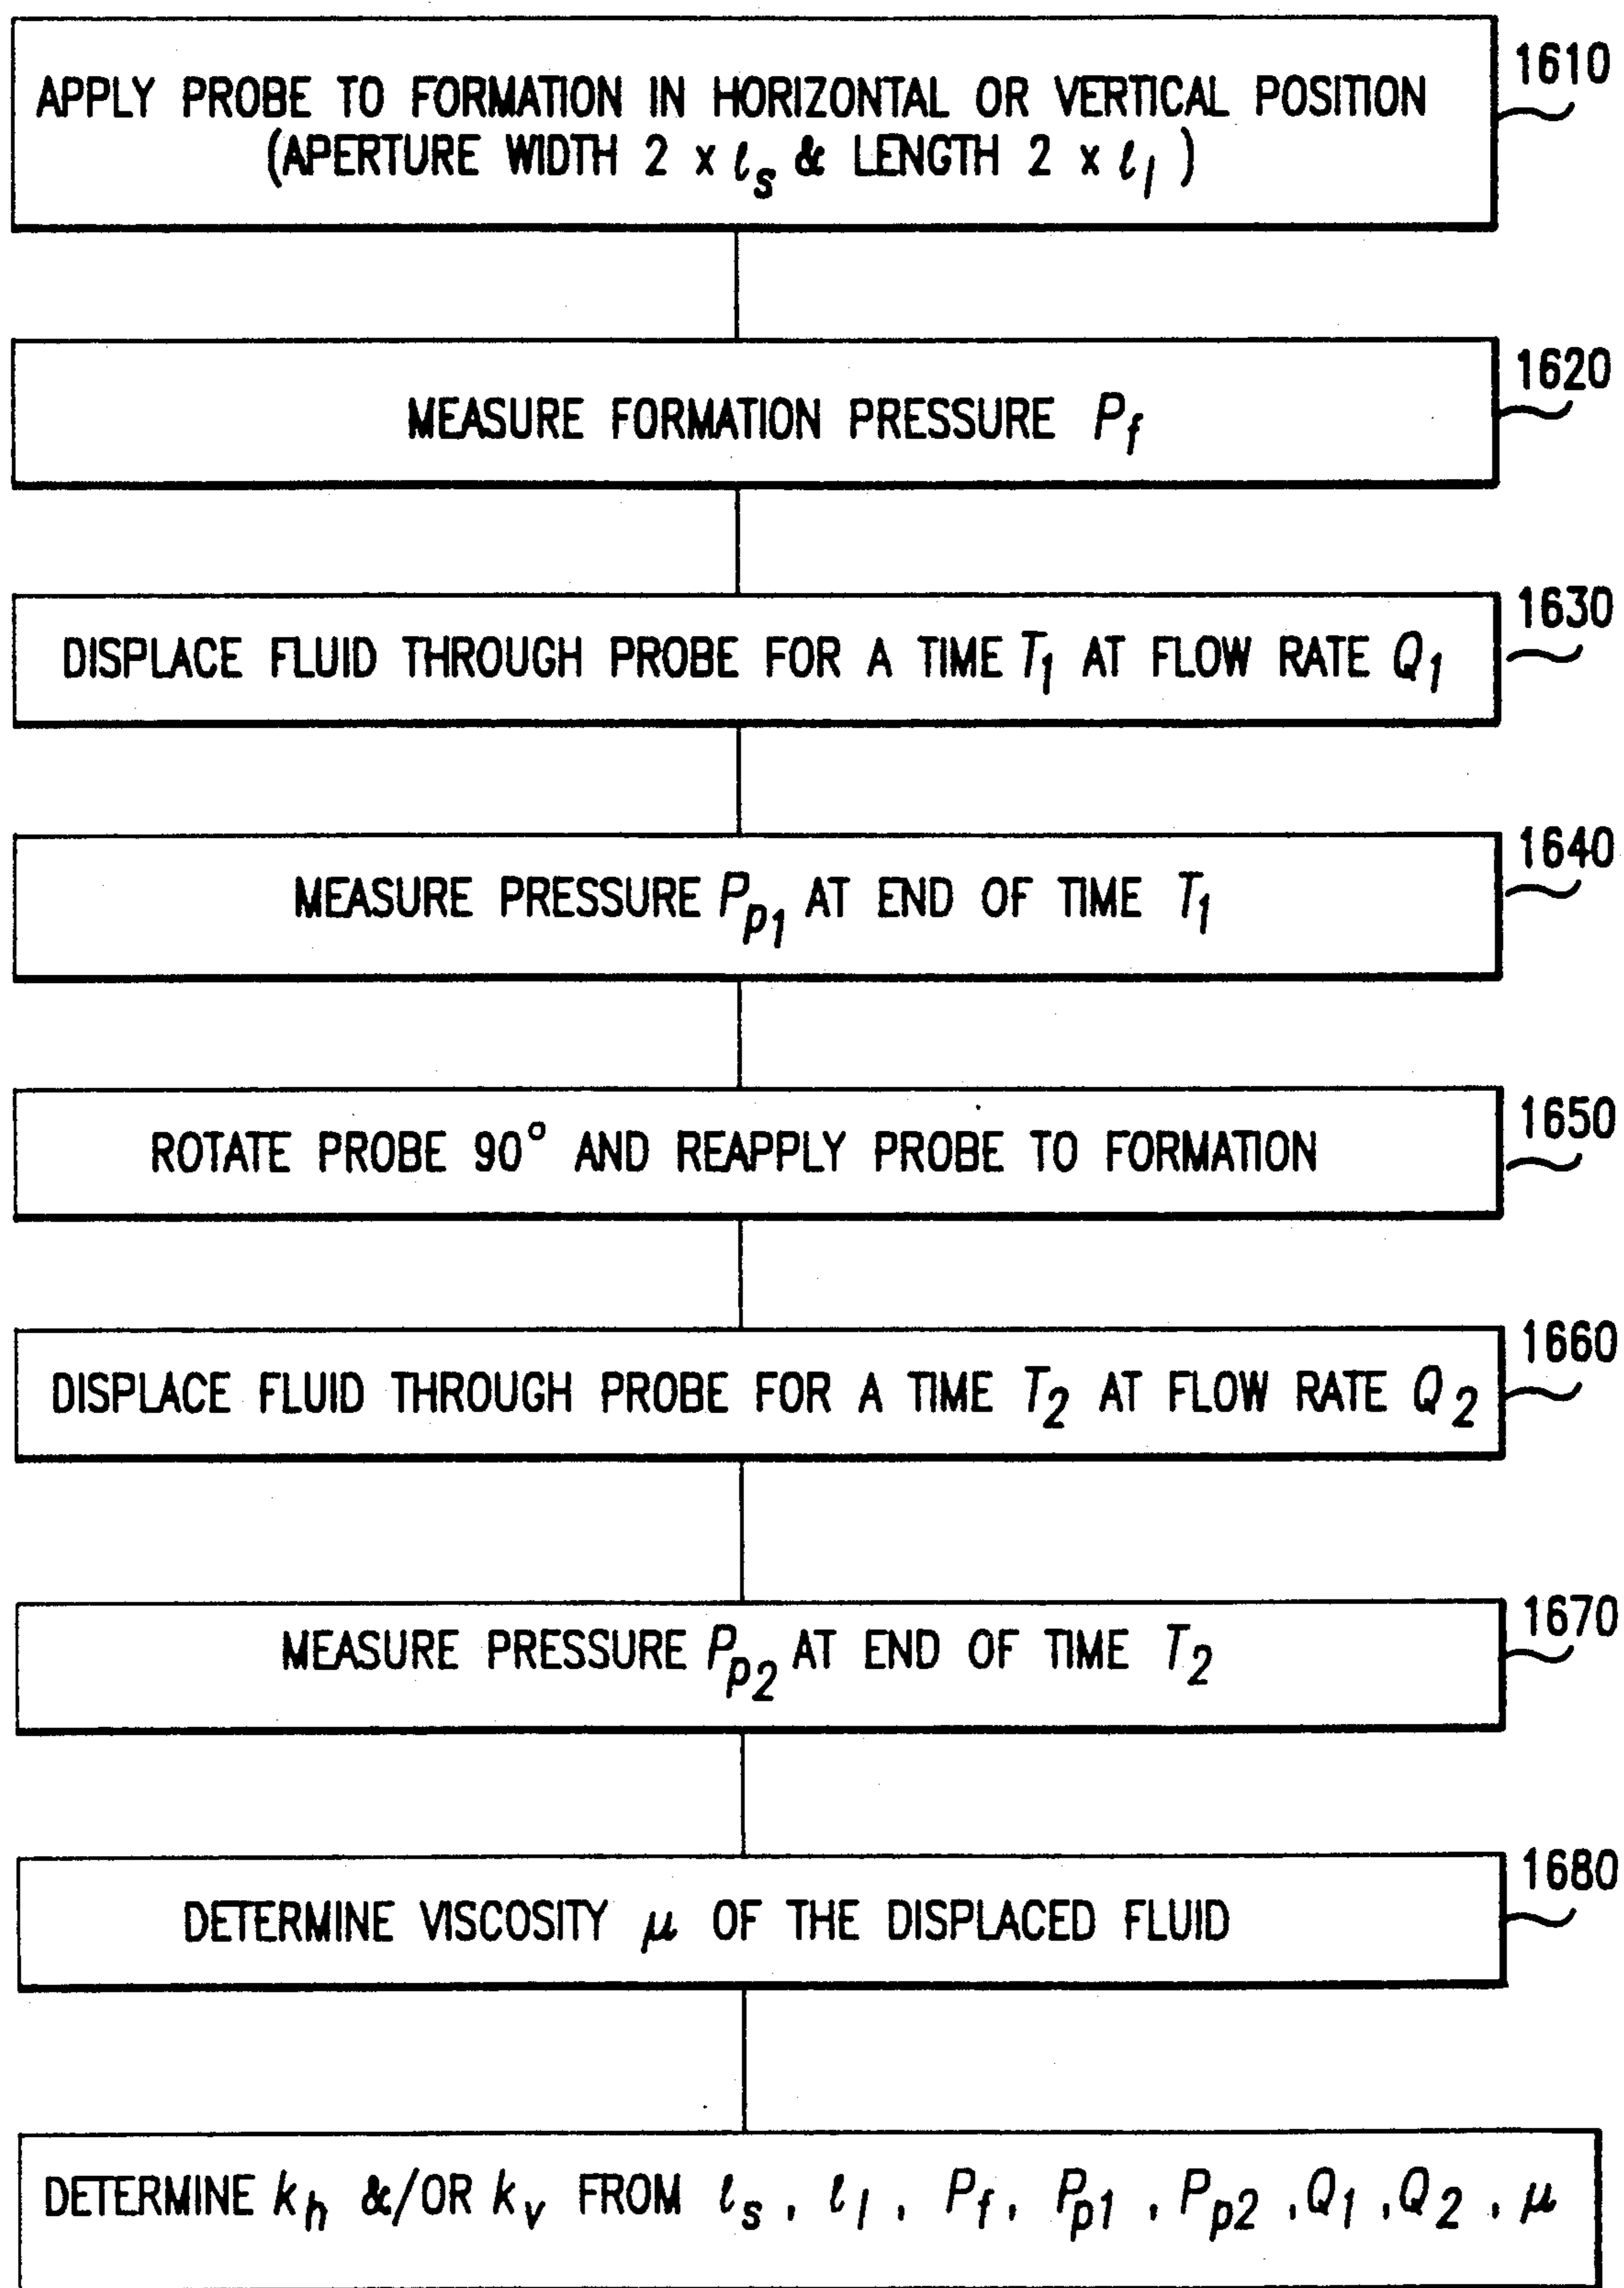 1610
APPLY PROBE TO FORMATION IN HORIZONTAL OR VERTICAL POSITION
(APERTURE WIDTH 2 x ℓs & LENGTH 2 x ℓl )
1620
MEASURE FORMATION PRESSURE Pf
1630
DISPLACE FLUID THROUGH PROBE FOR A TIME T1 AT FLOW RATE Q1
1640
MEASURE PRESSURE Pp1 AT END OF TIME T1
1650
ROTATE PROBE 90° AND REAPPLY PROBE TO FORMATION
1660
DISPLACE FLUID THROUGH PROBE FOR A TIME T2 AT FLOW RATE Q2
1670
MEASURE PRESSURE Pp2 AT END OF TIME T2
1680
DETERMINE VISCOSITY μ OF THE DISPLACED FLUID
DETERMINE kh &/OR kv FROM ℓs , ℓl , Pf, Pp1 , Pp2 , Q1 , Q2 , μ